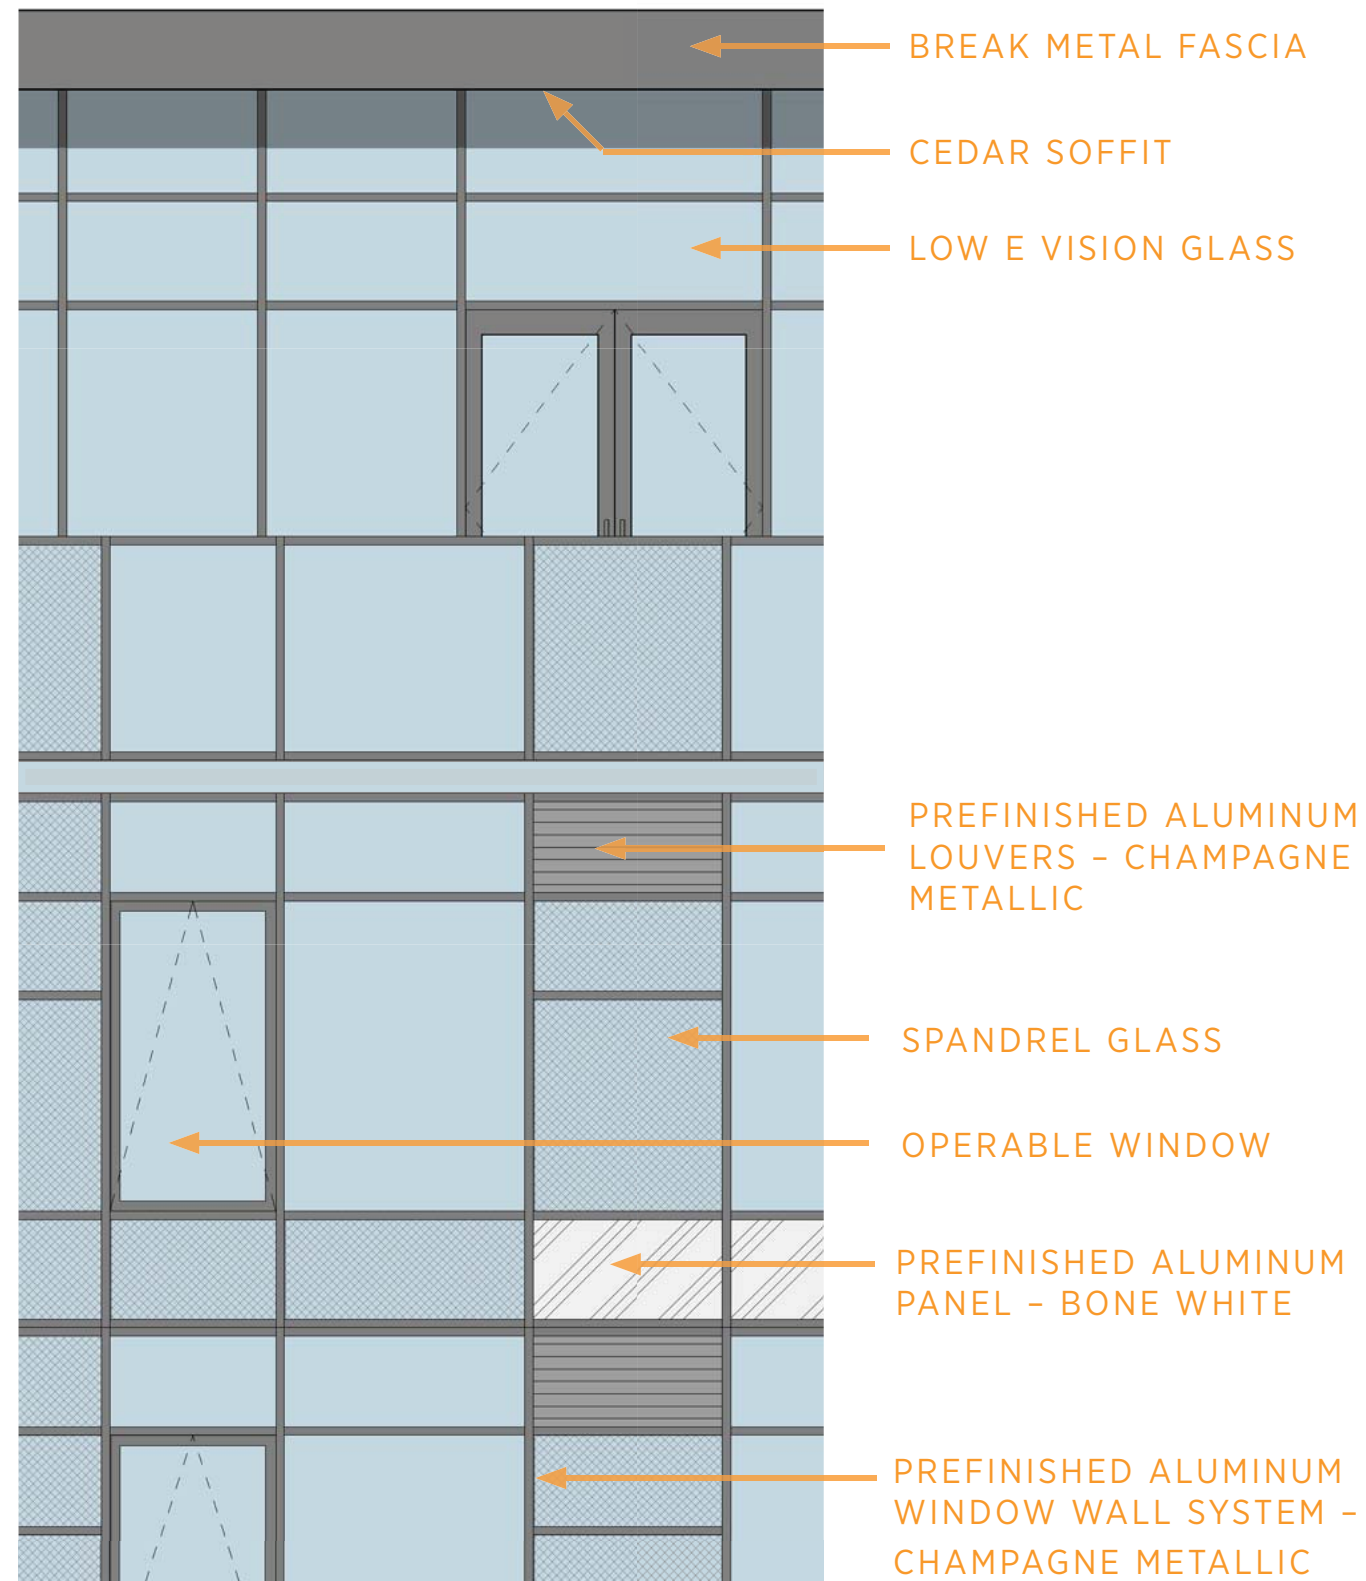 BREAK METAL FASCIA
CEDAR SOFFIT
LOW E VISION GLASS
PREFINISHED ALUMINUM
LOUVERS – CHAMPAGNE
METALLIC
SPANDREL GLASS
OPERABLE WINDOW
PREFINISHED ALUMINUM
PANEL – BONE WHITE
PREFINISHED ALUMINUM
WINDOW WALL SYSTEM –
CHAMPAGNE METALLIC